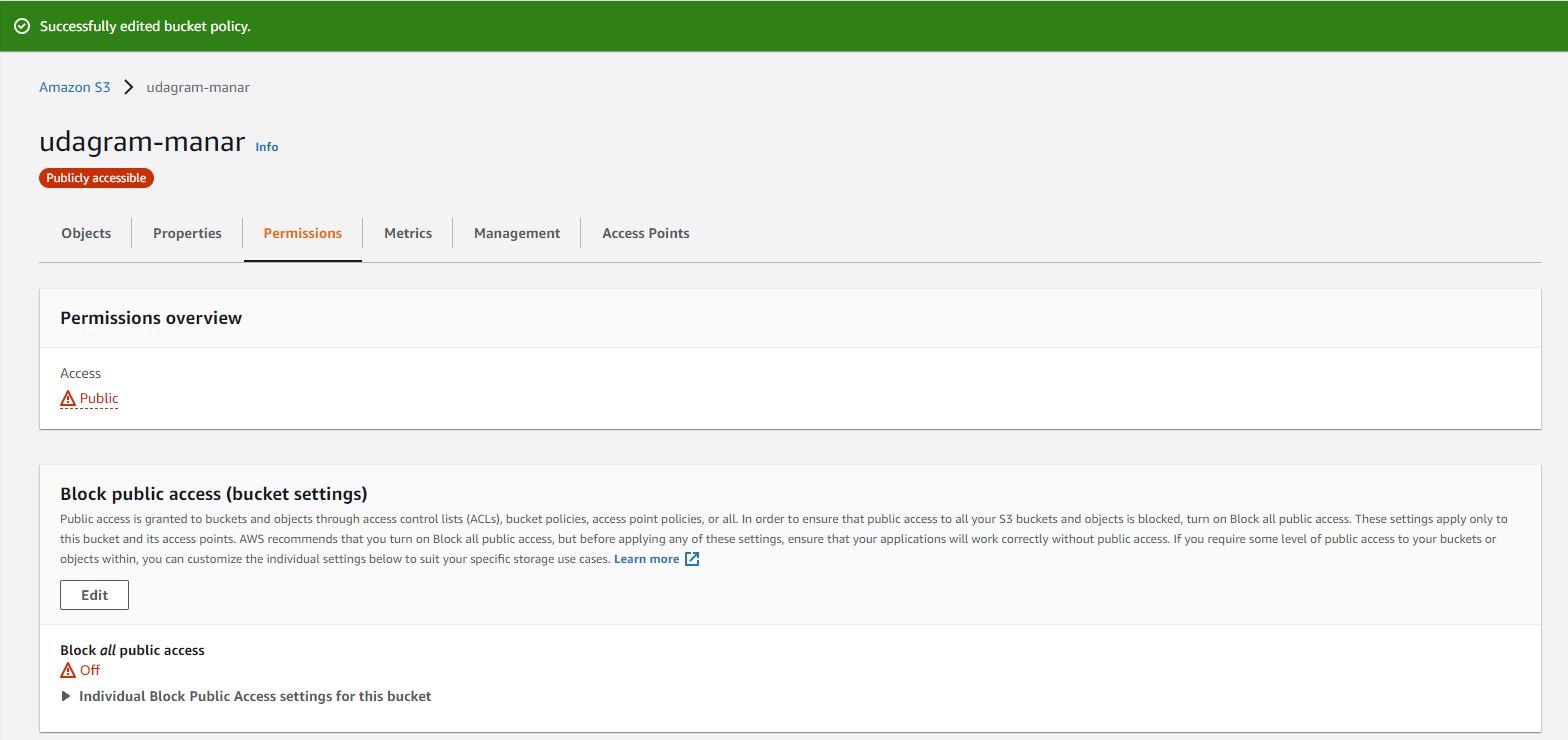 Successfully edited bucket policy.
Amazon S3 udagram-manar
udagram-manar Info
Publicly accessible
Objects Properties Permissions Metrics Management Access Points
Permissions overview
Access
Public
Block public access (bucket settings)
Public access is granted to buckets and objects through access control lists (ACLs), bucket policies, access point policies, or all. In order to ensure that public access to all your S3 buckets and objects is blocked, turn on Block all public access. These settings apply only to
this bucket and its access points. AWS recommends that you turn on Block all public access, but before applying any of these settings, ensure that your applications will work correctly without public access. If you require some level of public access to your buckets or
objects within, you can customize the individual settings below to suit your specific storage use cases. Learn more
Edit
Block all public access
Off
Individual Block Public Access settings for this bucket